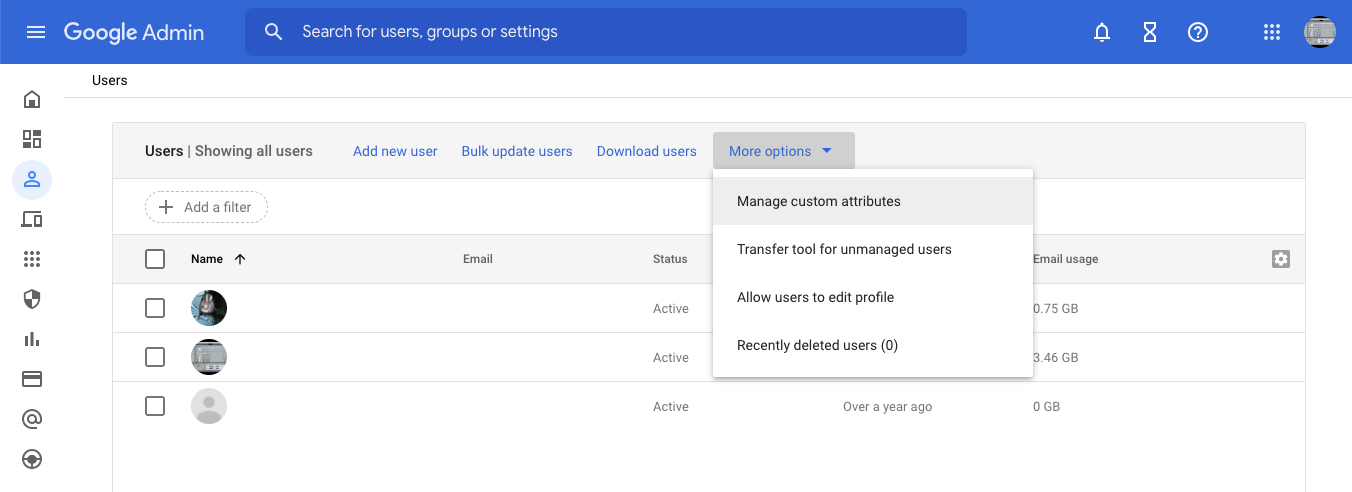 Google Admin
Search for users, groups or settings
Users
Users | Showing all users
Add new user
Bulk update users
Download users
More options
Add a filter
Manage custom attributes
Transfer tool for unmanaged users
Allow users to edit profile
Recently deleted users (0)
Name
Email
Status
Email usage
Active
0.75 GB
Active
3.46 GB
Active
Over a year ago
0 GB